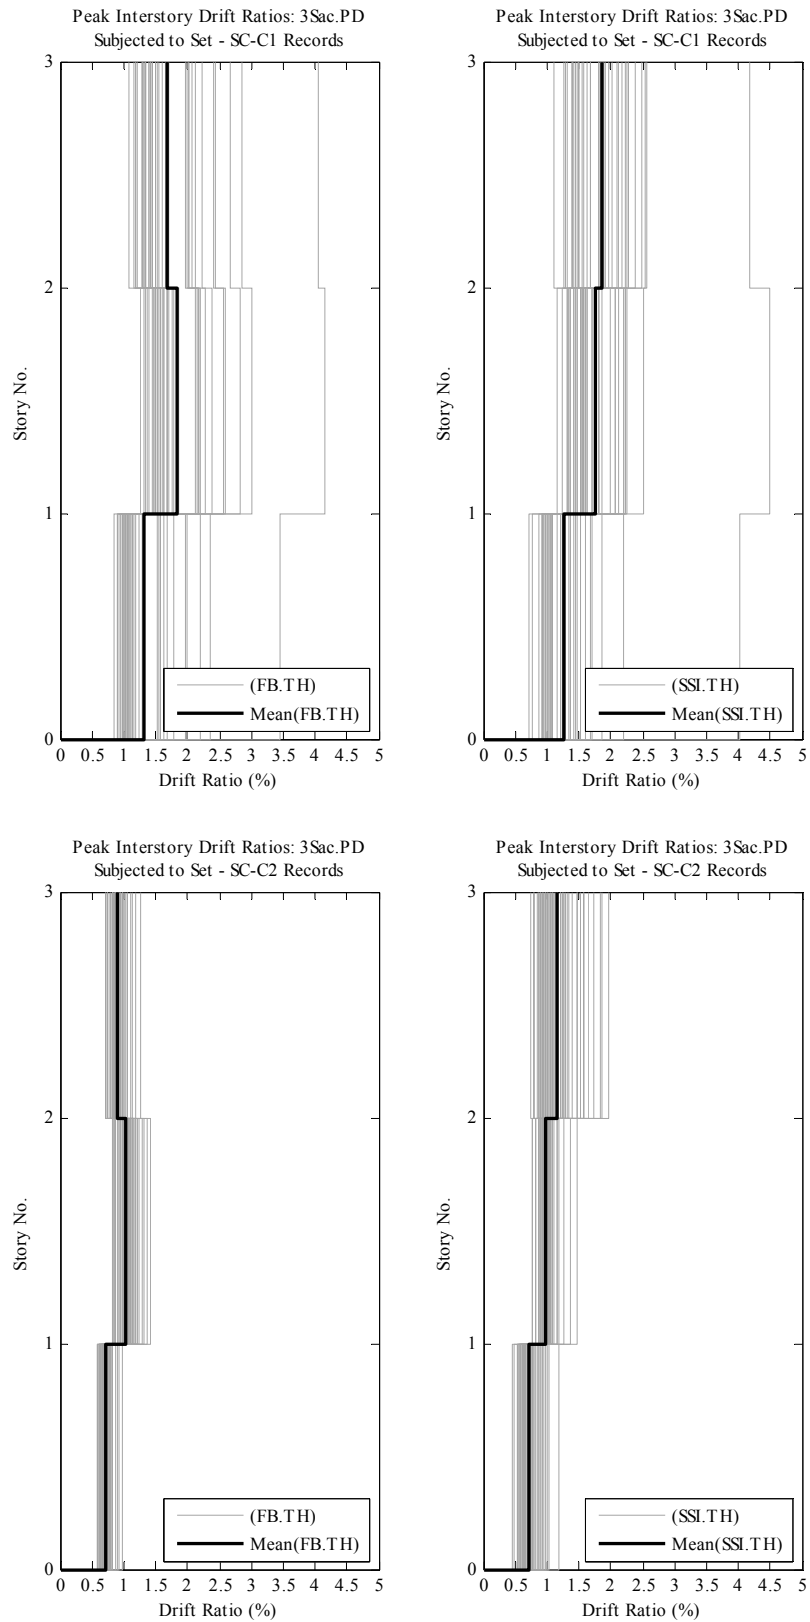 Peak Interstory Drift Ratios: 3Sac.PD
Subjected to Set - SC-C1 Records
3
2
1
0
Story No.
(FB.TH)
Mean(FB.TH)
0 0.5 1 1.5 2 2.5 3 3.5 4 4.5 5
Drift Ratio (%)
Peak Interstory Drift Ratios: 3Sac.PD
Subjected to Set - SC-C1 Records
3
2
1
0
Story No.
(SSI.TH)
Mean(SSI.TH)
0 0.5 1 1.5 2 2.5 3 3.5 4 4.5 5
Drift Ratio (%)
Peak Interstory Drift Ratios: 3Sac.PD
Subjected to Set - SC-C2 Records
3
2
1
0
Story No.
(FB.TH)
Mean(FB.TH)
0 0.5 1 1.5 2 2.5 3 3.5 4 4.5 5
Drift Ratio (%)
Peak Interstory Drift Ratios: 3Sac.PD
Subjected to Set - SC-C2 Records
3
2
1
0
Story No.
(SSI.TH)
Mean(SSI.TH)
0 0.5 1 1.5 2 2.5 3 3.5 4 4.5 5
Drift Ratio (%)